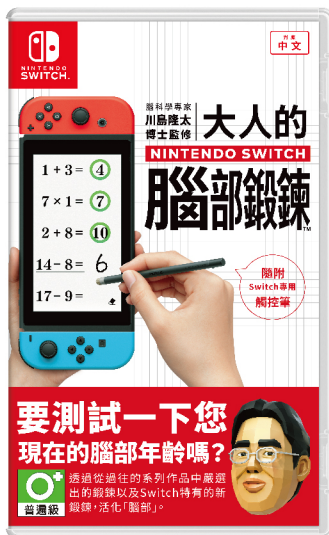 NINTENDO
SWITCH™
對應
中文
腦科學專家
川島隆太
博士監修
大人的
NINTENDO SWITCH
腦部鍛鍊™
1+3= 4
7×1= 7
2+8= 10
14-8= 6
17-9=
隨附
Switch專用
觸控筆
要測試一下您
現在的腦部年齡嗎?
透過從過往的系列作品中嚴選
出的鍛鍊以及Switch特有的新
鍛鍊,活化「腦部」。
普遍級